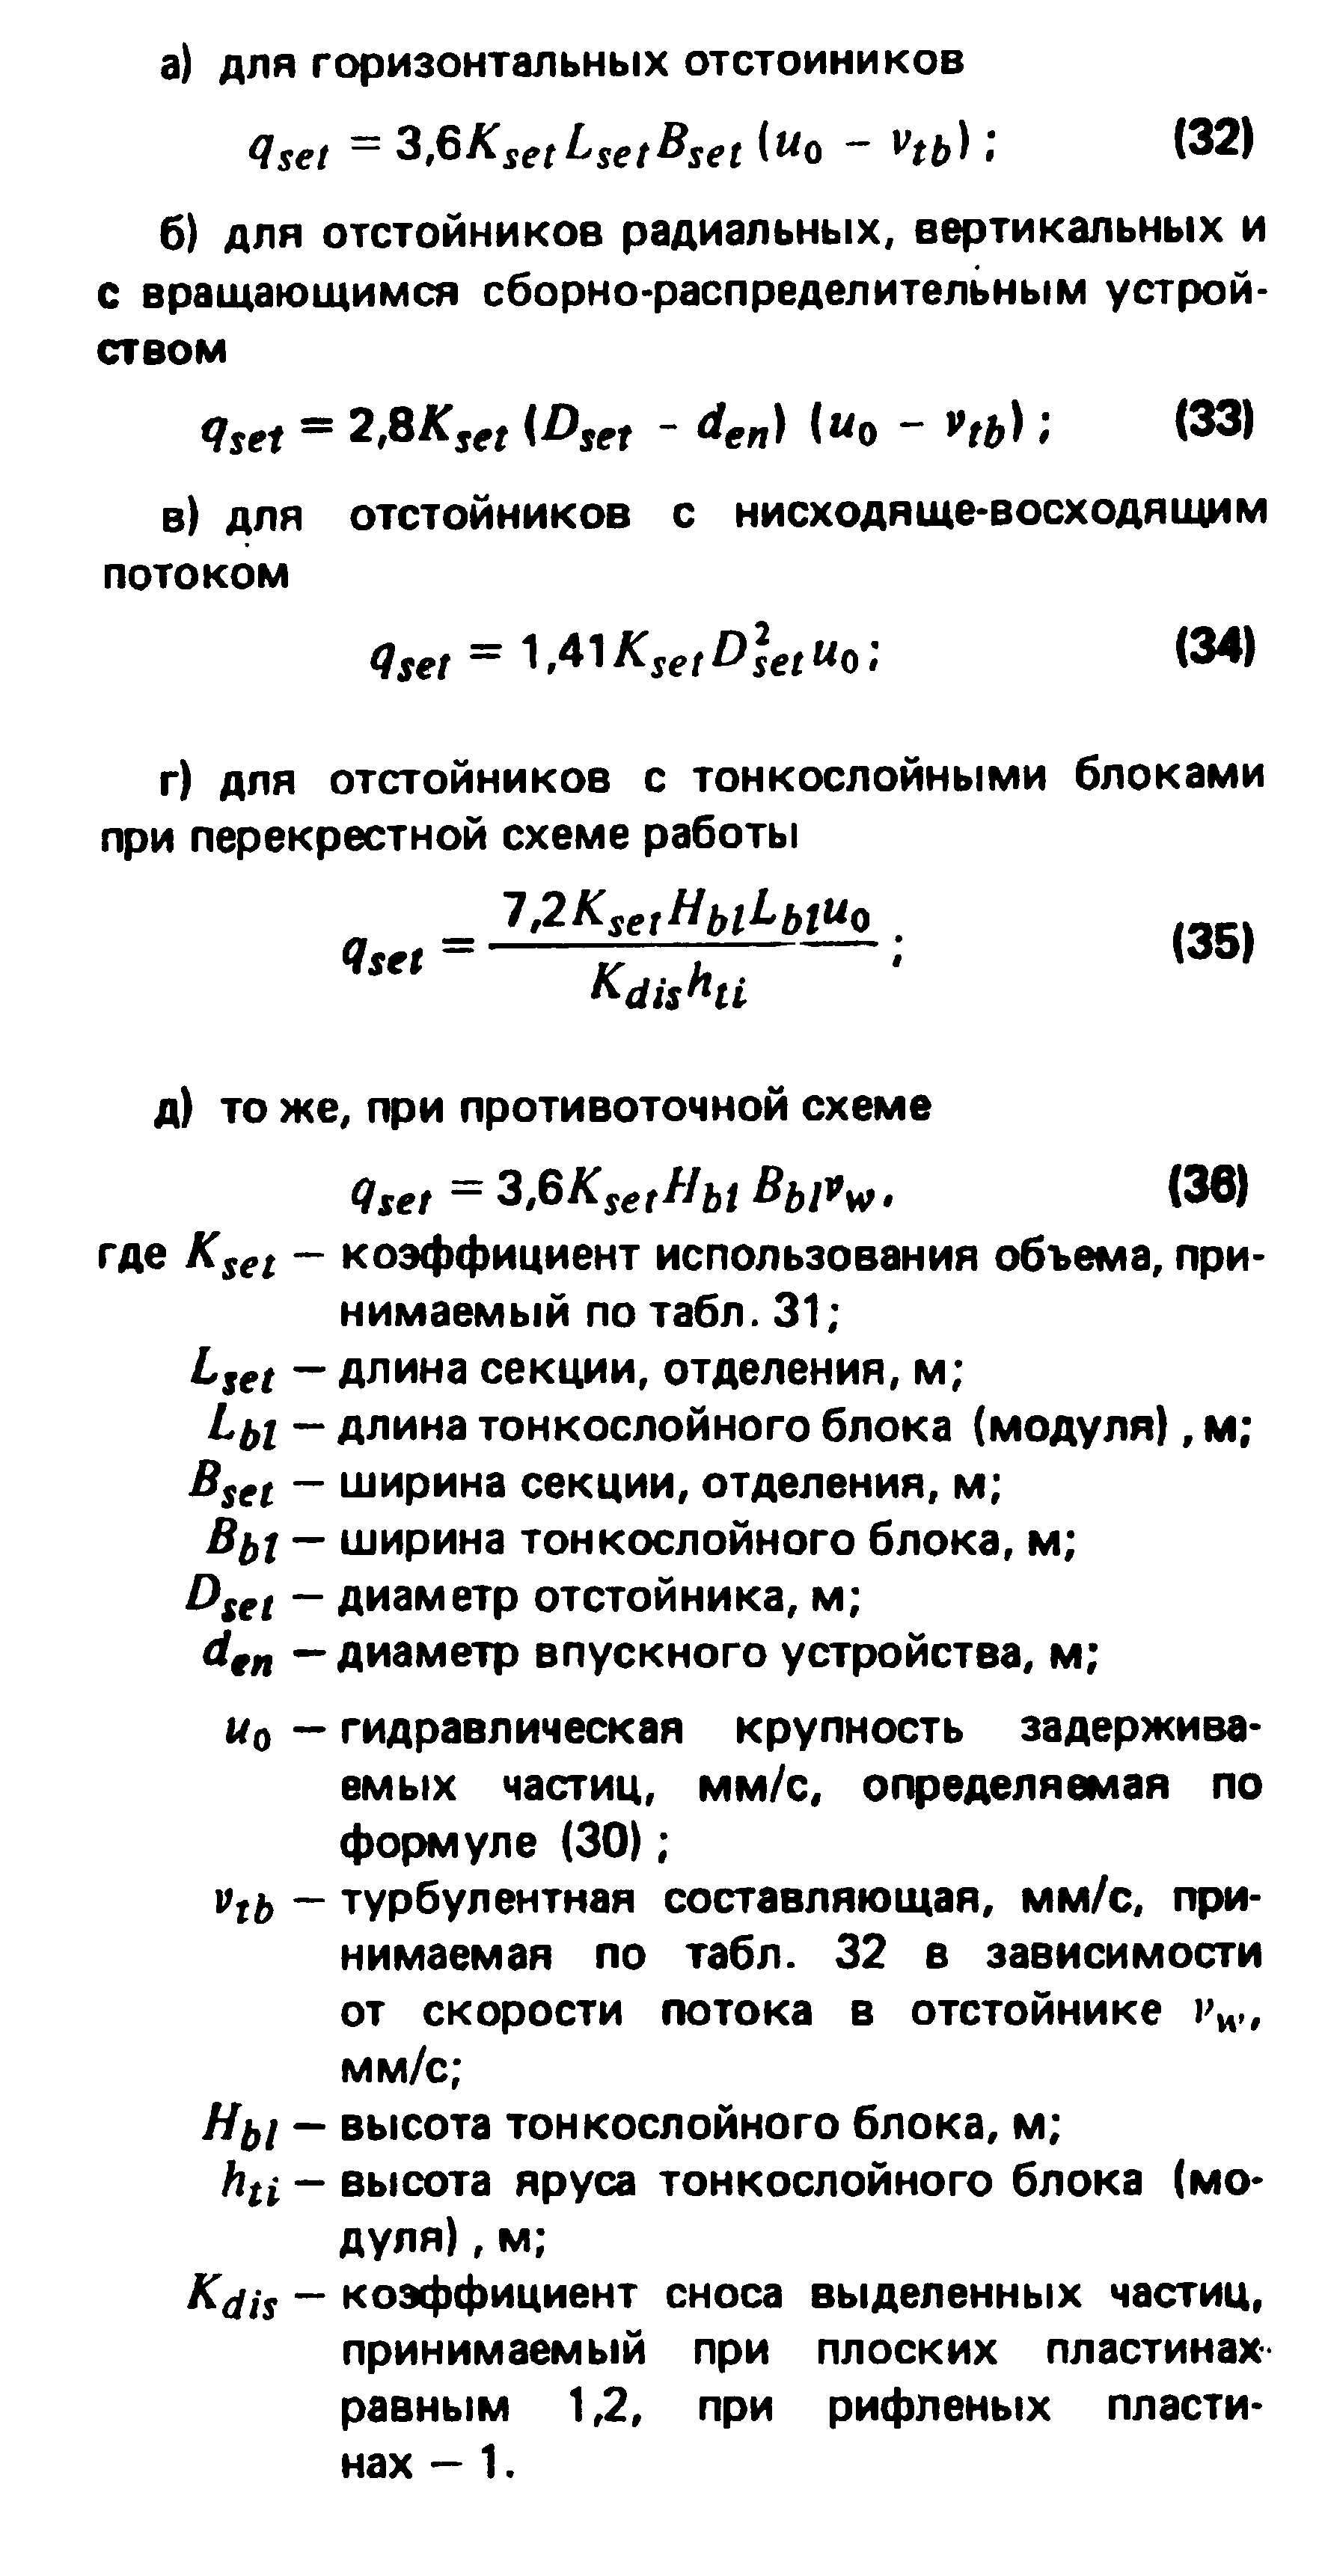 а) для горизонтальных отстоиников
q_set = 3,6K_set L_set B_set (u_0 − v_tb) ; (32)
б) для отстойников радиальных, вертикальных и
с вращающимся сборно-распределительным устрой-
ством
q_set = 2,8K_set (D_set - d_en) (u_0 − v_tb) ; (33)
в) для отстойников с нисходяще-восходящим
потоком
q_set = 1,41K_set D²_set u_0 ; (34)
г) для отстойников с тонкослойными блоками
при перекрестной схеме работы
7,2K_set H_bl L_bl u_0
q_set = ———— ; (35)
K_dis h_ti
д) то же, при противоточной схеме
q_set = 3,6K_set H_bl B_bl v_w. (36)
где K_set — коэффициент использования объема, при-
нимаемый по табл. 31;
L_set — длина секции, отделения, м;
L_bl — длина тонкослойного блока (модуля) , м;
B_set — ширина секции, отделения, м;
B_bl — ширина тонкослойного блока, м;
D_set — диаметр отстойника, м;
d_en — диаметр впускного устройства, м;
u_0 — гидравлическая крупность задержива-
емых частиц, мм/с, определяемая по
формуле (30) ;
v_tb — турбулентная составляющая, мм/с, при-
нимаемая по табл. 32 в зависимости
от скорости потока в отстойнике v_w,
мм/с;
H_bl — высота тонкослойного блока, м;
h_ti — высота яруса тонкослойного блока (мо-
дуля) , м;
K_dis — коэффициент сноса выделенных частиц,
принимаемый при плоских пластинах
равным 1,2, при рифленых пласти-
нах — 1.